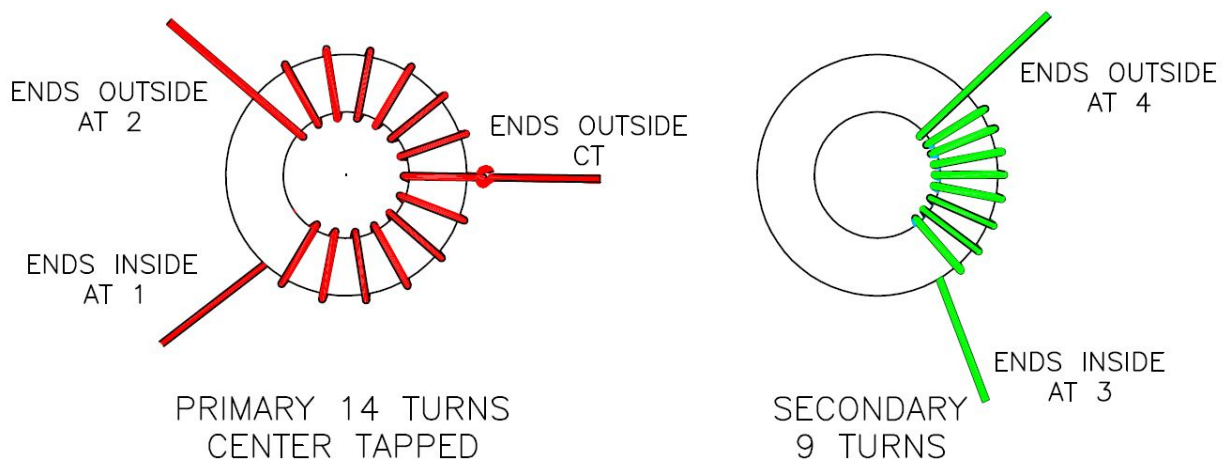 ENDS OUTSIDE
AT 2
ENDS OUTSIDE
CT
ENDS INSIDE
AT 1
PRIMARY 14 TURNS
CENTER TAPPED
ENDS OUTSIDE
AT 4
ENDS INSIDE
AT 3
SECONDARY
9 TURNS